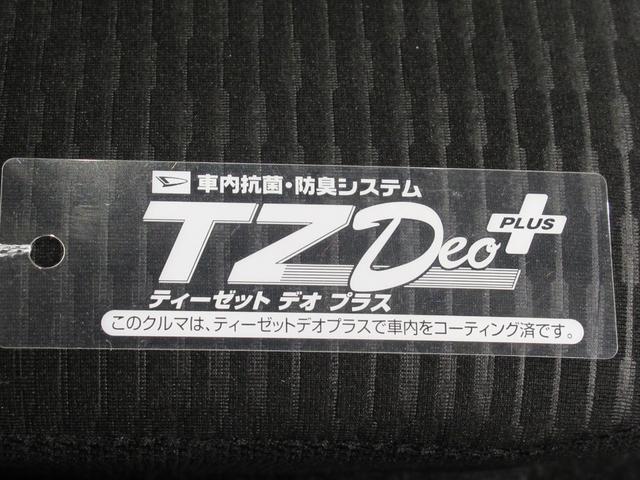 車内抗菌・防臭システム
TZ Deo PLUS
ティーゼット デオ プラス
このクルマは、ティーゼットデオプラスで車内をコーティング済です。